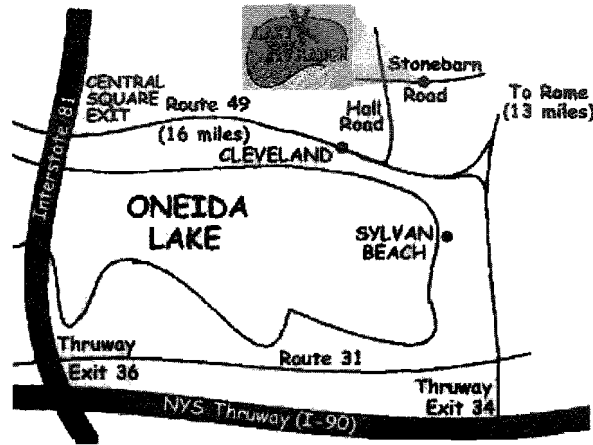 Stonebarn
Road
CENTRAL
SQUARE
EXIT
Route 49
(16 miles)
Hall
Road
To Rome
(13 miles)
CLEVELAND
Interstate 81
ONEIDA
LAKE
SYLVAN
BEACH
Thruway
Exit 36
Route 31
Thruway
Exit 34
NYS Thruway (I-90)